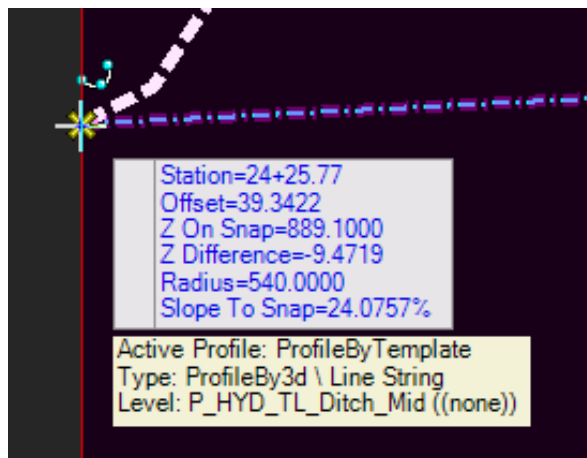 Station=24+25.77
Offset=39.3422
Z On Snap=889.1000
Z Difference=-9.4719
Radius=540.0000
Slope To Snap=24.0757%
Active Profile: ProfileByTemplate
Type: ProfileBy3d \ Line String
Level: P_HYD_TL_Ditch_Mid ((none))